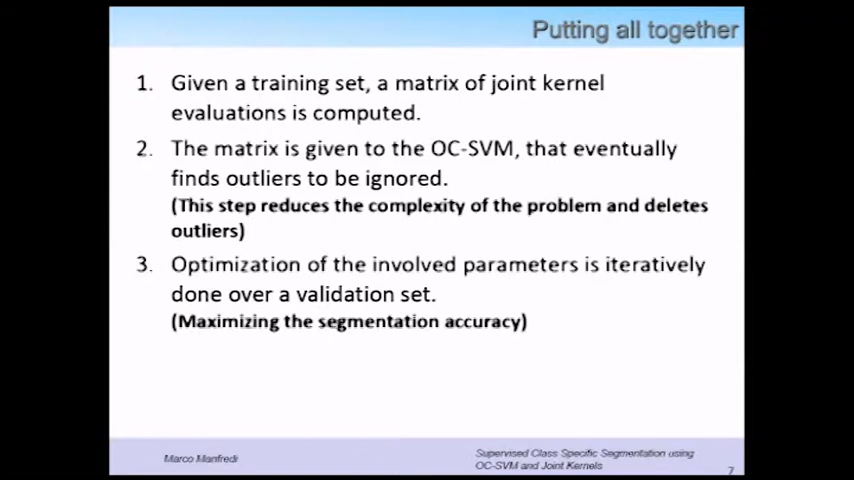 Putting all together
1. Given a training set, a matrix of joint kernel
evaluations is computed.
2. The matrix is given to the OC-SVM, that eventually
finds outliers to be ignored.
(This step reduces the complexity of the problem and deletes
outliers)
3. Optimization of the involved parameters is iteratively
done over a validation set.
(Maximizing the segmentation accuracy)
Marco Manfredi
Supervised Class Specific Segmentation using
OC-SVM and Joint Kernels
7